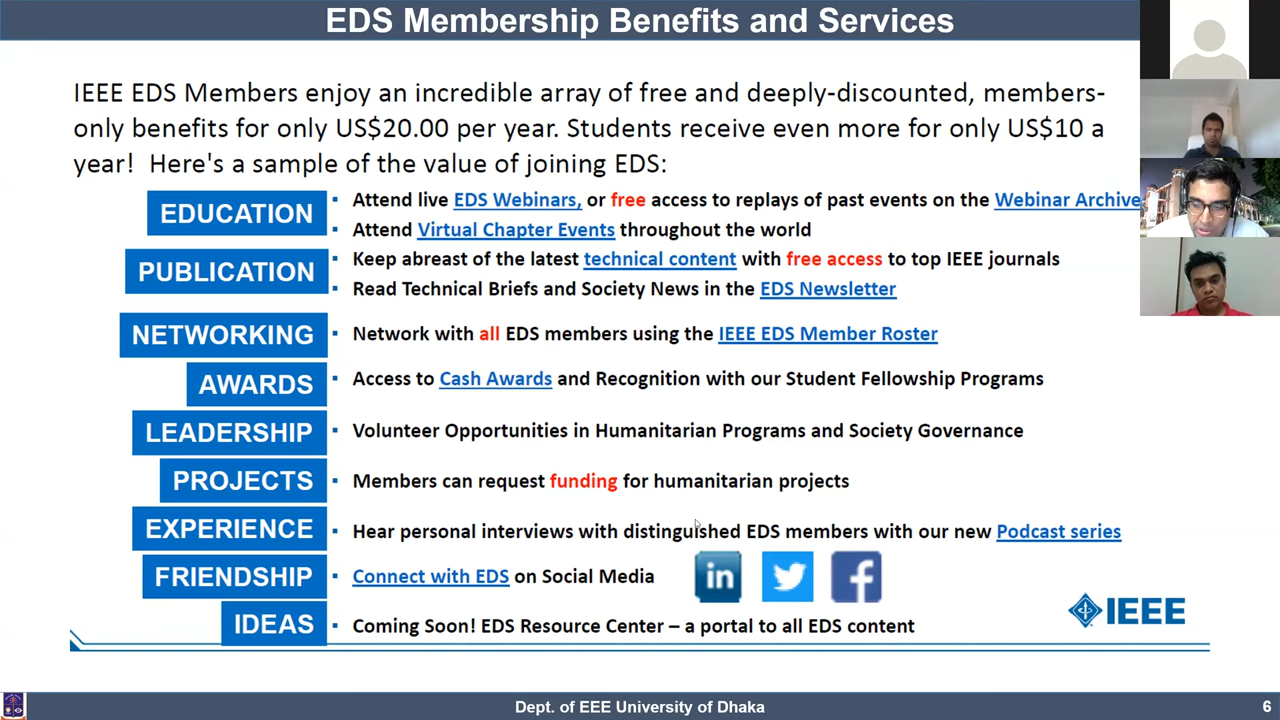 EDS Membership Benefits and Services
IEEE EDS Members enjoy an incredible array of free and deeply-discounted, members-
only benefits for only US$20.00 per year. Students receive even more for only US$10 a
year! Here's a sample of the value of joining EDS:
EDUCATION
▪ Attend live EDS Webinars, or free access to replays of past events on the Webinar Archive
▪ Attend Virtual Chapter Events throughout the world
PUBLICATION
▪ Keep abreast of the latest technical content with free access to top IEEE journals
▪ Read Technical Briefs and Society News in the EDS Newsletter
NETWORKING
▪ Network with all EDS members using the IEEE EDS Member Roster
AWARDS
▪ Access to Cash Awards and Recognition with our Student Fellowship Programs
LEADERSHIP
▪ Volunteer Opportunities in Humanitarian Programs and Society Governance
PROJECTS
▪ Members can request funding for humanitarian projects
EXPERIENCE
▪ Hear personal interviews with distinguished EDS members with our new Podcast series
FRIENDSHIP
▪ Connect with EDS on Social Media
in
f
IDEAS
▪ Coming Soon! EDS Resource Center – a portal to all EDS content
IEEE
Dept. of EEE University of Dhaka
6